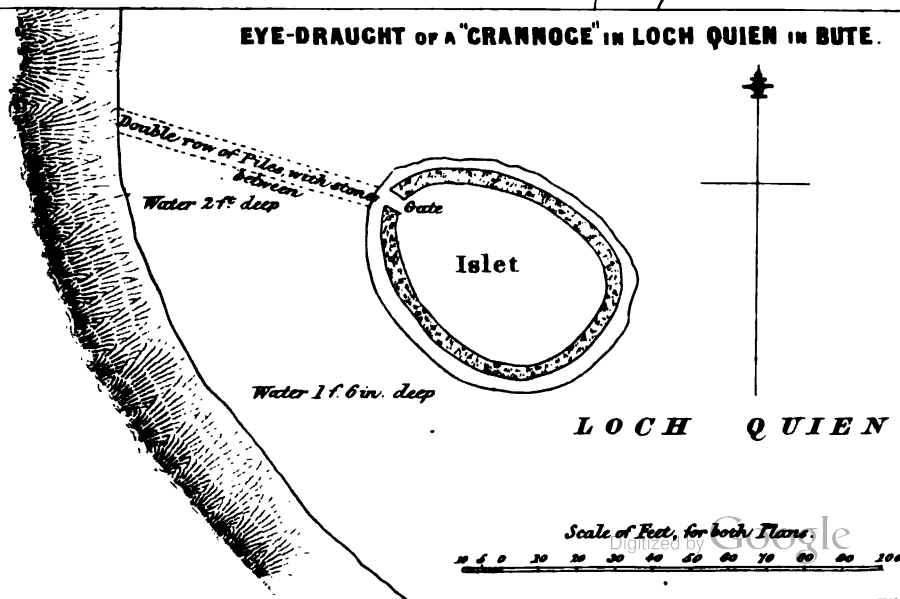 EYE-DRAUGHT OF A "CRANNOGE" IN LOCH QUIEN IN BUTE.
Double row of Piles, with stones
between
Water 2 ft. deep
Gate
Islet
Water 1 f. 6 in. deep
LOCH QUIEN
Scale of Feet, for both Plans.
Digitized by Google
10 5 0 10 20 30 40 50 60 70 80 90 100